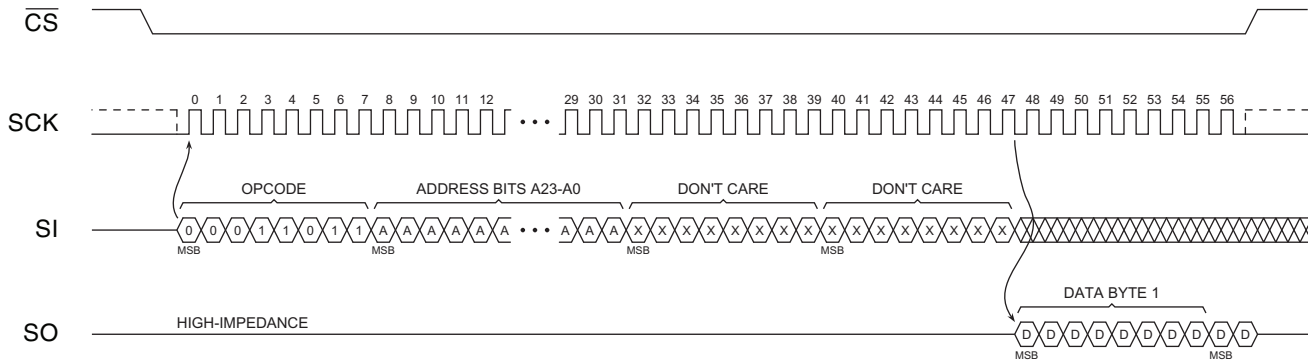 CS
0 1 2 3 4 5 6 7 8 9 10 11 12 29 30 31 32 33 34 35 36 37 38 39 40 41 42 43 44 45 46 47 48 49 50 51 52 53 54 55 56
SCK •••
OPCODE ADDRESS BITS A23-A0 DON'T CARE DON'T CARE
SI 0 0 0 1 1 0 1 1 A A A A A A ••• A A A X X X X X X X X X X X X X X X X
MSB MSB MSB MSB
DATA BYTE 1
HIGH-IMPEDANCE
SO D D D D D D D D D D
MSB MSB